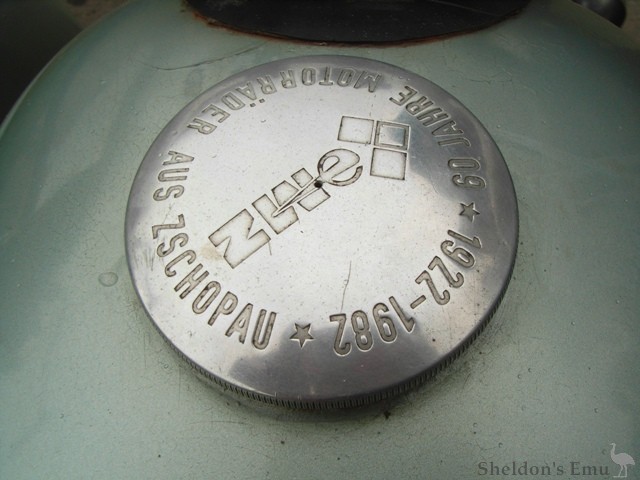 60 JAHRE MOTORRÄDER AUS ZSCHOPAU ★ 1922-1982 ★
MZ
Sheldon's Emu